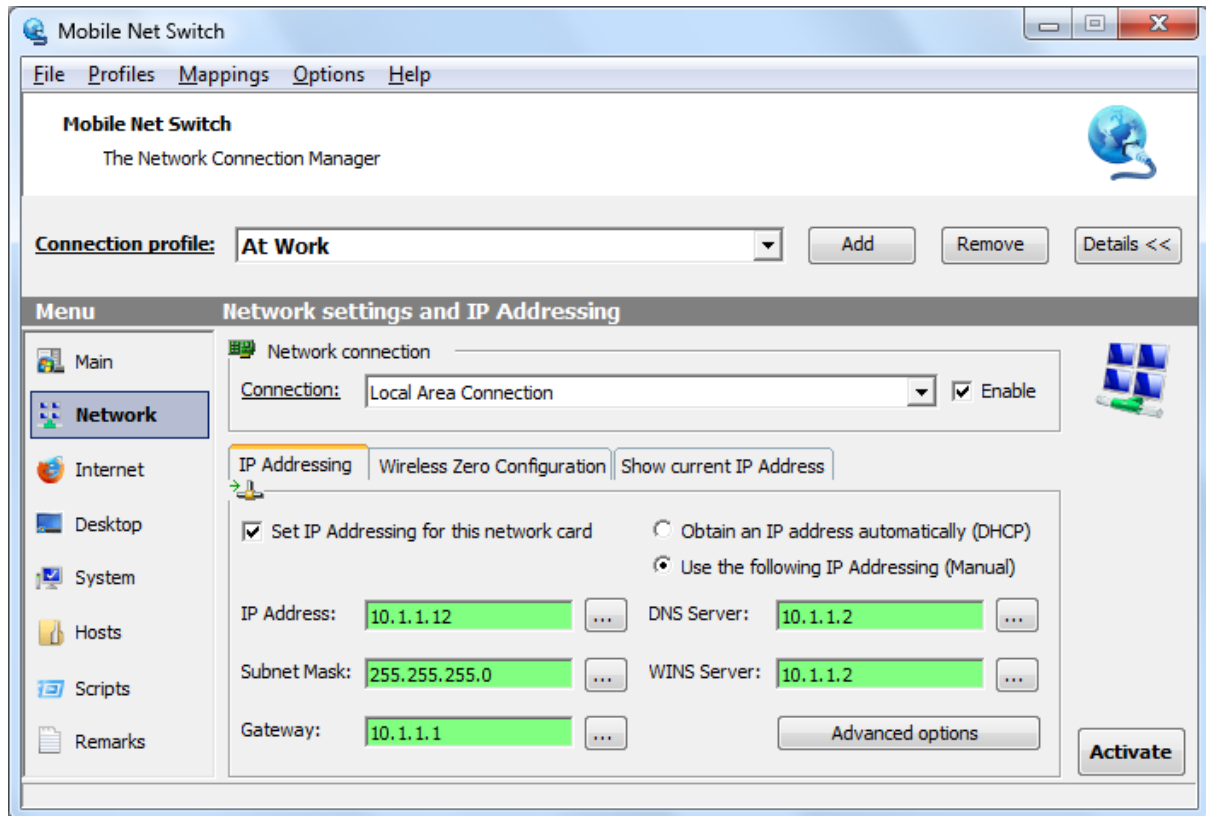 Mobile Net Switch
File Profiles Mappings Options Help
Mobile Net Switch
The Network Connection Manager
Connection profile: At Work Add Remove Details <<
Menu Network settings and IP Addressing
Main
Network
Internet
Desktop
System
Hosts
Scripts
Remarks
Network connection
Connection: Local Area Connection Enable
IP Addressing Wireless Zero Configuration Show current IP Address
Set IP Addressing for this network card Obtain an IP address automatically (DHCP)
Use the following IP Addressing (Manual)
IP Address: 10.1.1.12 ... DNS Server: 10.1.1.2 ...
Subnet Mask: 255.255.255.0 ... WINS Server: 10.1.1.2 ...
Gateway: 10.1.1.1 ... Advanced options
Activate